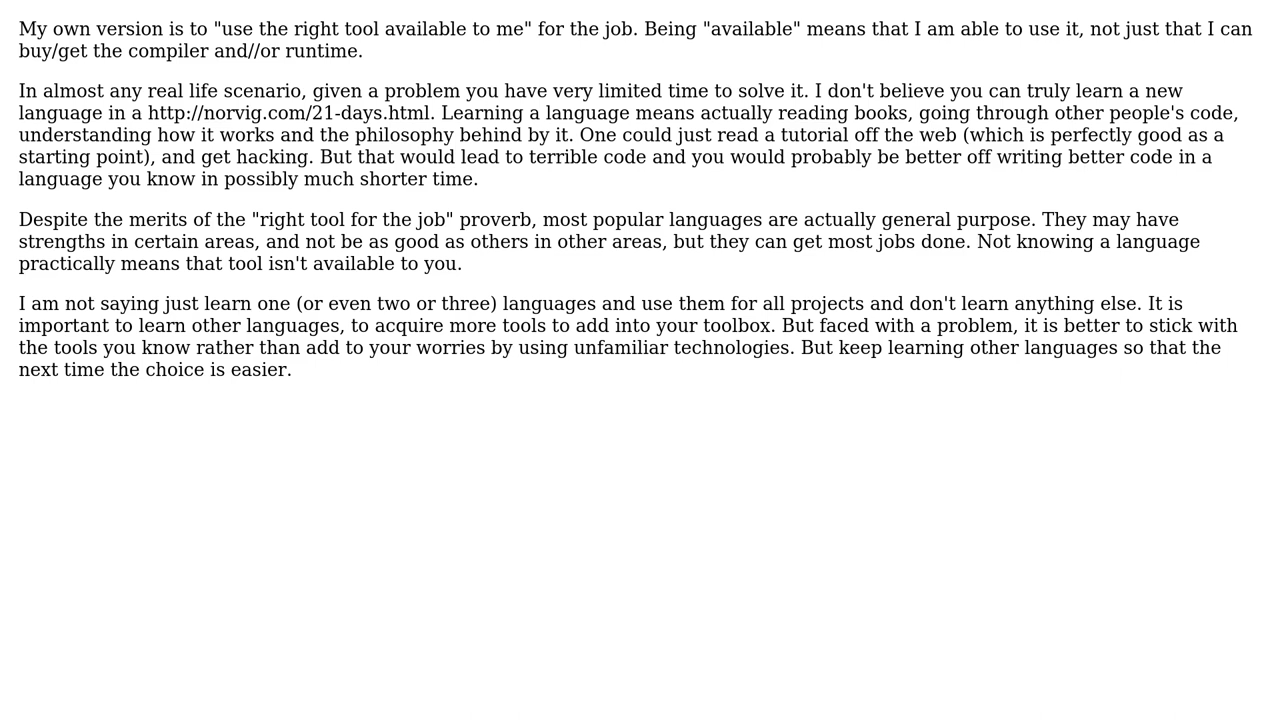 My own version is to "use the right tool available to me" for the job. Being "available" means that I am able to use it, not just that I can
buy/get the compiler and//or runtime.
In almost any real life scenario, given a problem you have very limited time to solve it. I don't believe you can truly learn a new
language in a http://norvig.com/21-days.html. Learning a language means actually reading books, going through other people's code,
understanding how it works and the philosophy behind by it. One could just read a tutorial off the web (which is perfectly good as a
starting point), and get hacking. But that would lead to terrible code and you would probably be better off writing better code in a
language you know in possibly much shorter time.
Despite the merits of the "right tool for the job" proverb, most popular languages are actually general purpose. They may have
strengths in certain areas, and not be as good as others in other areas, but they can get most jobs done. Not knowing a language
practically means that tool isn't available to you.
I am not saying just learn one (or even two or three) languages and use them for all projects and don't learn anything else. It is
important to learn other languages, to acquire more tools to add into your toolbox. But faced with a problem, it is better to stick with
the tools you know rather than add to your worries by using unfamiliar technologies. But keep learning other languages so that the
next time the choice is easier.